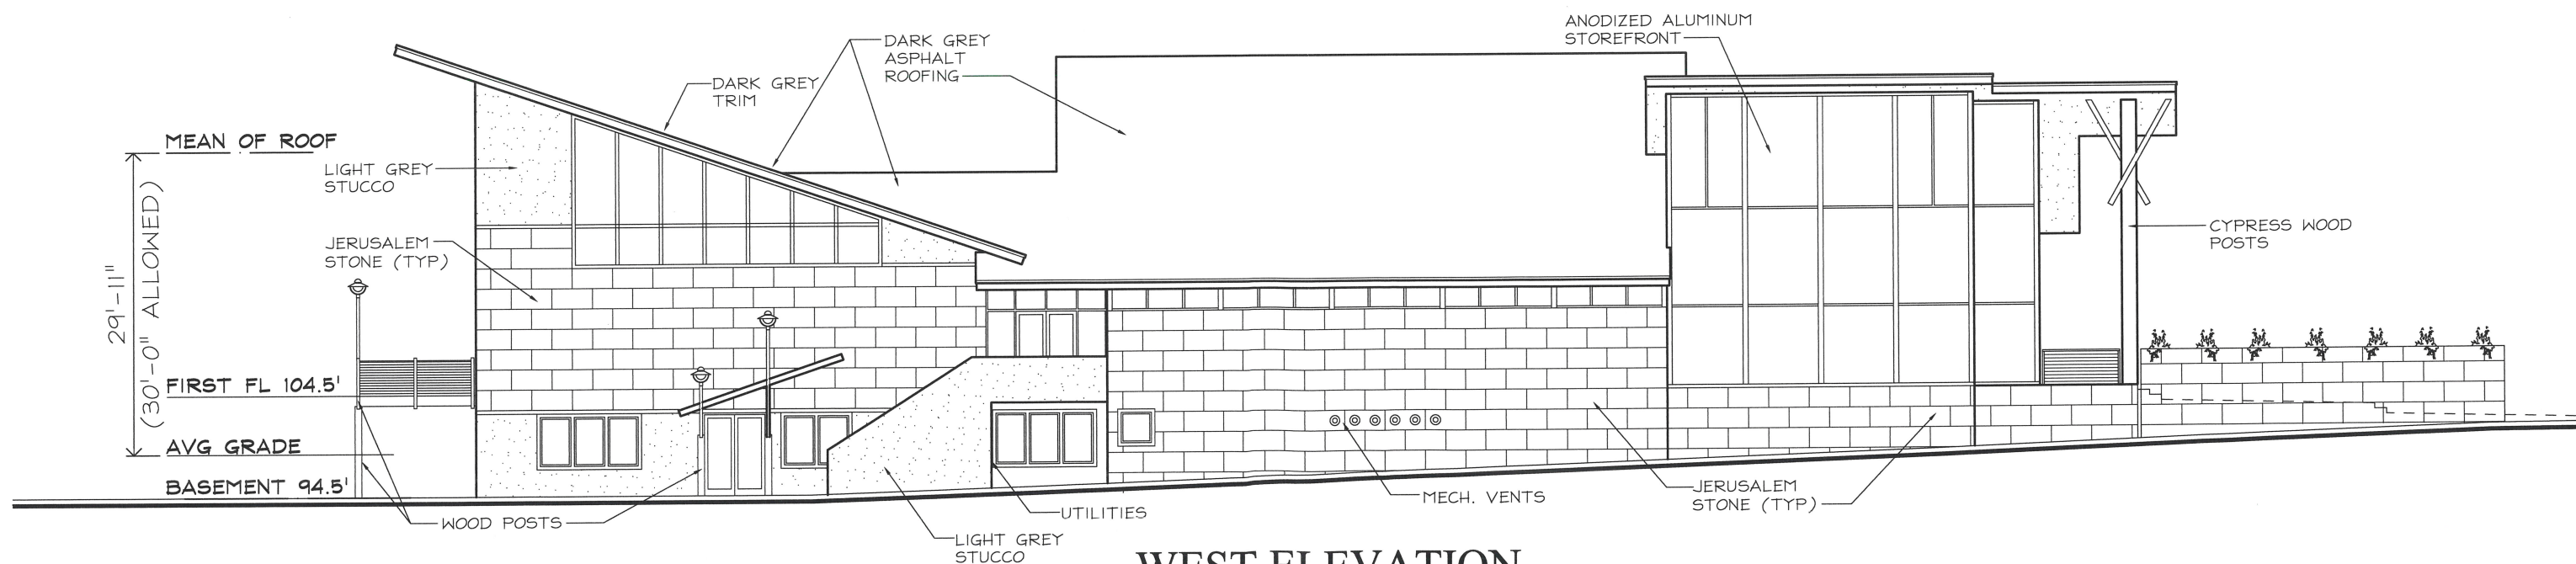 ANODIZED ALUMINUM
STOREFRONT
DARK GREY
ASPHALT
ROOFING
DARK GREY
TRIM
MEAN OF ROOF
LIGHT GREY
STUCCO
29'-11"
(30'-0" ALLOWED)
JERUSALEM
STONE (TYP)
CYPRESS WOOD
POSTS
FIRST FL 104.5'
AVG GRADE
BASEMENT 94.5'
WOOD POSTS
UTILITIES
MECH. VENTS
JERUSALEM
STONE (TYP)
LIGHT GREY
STUCCO
WEST ELEVATION